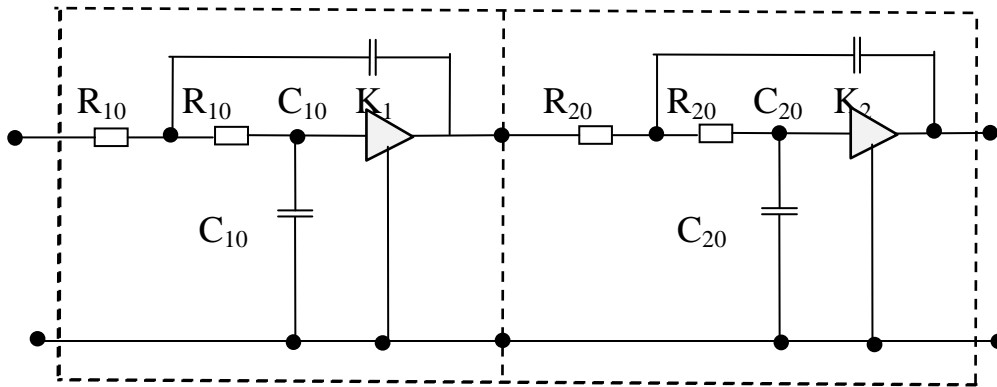 R₁₀ R₁₀ C₁₀ K₁ R₂₀ R₂₀ C₂₀ K₂
C₁₀ C₂₀